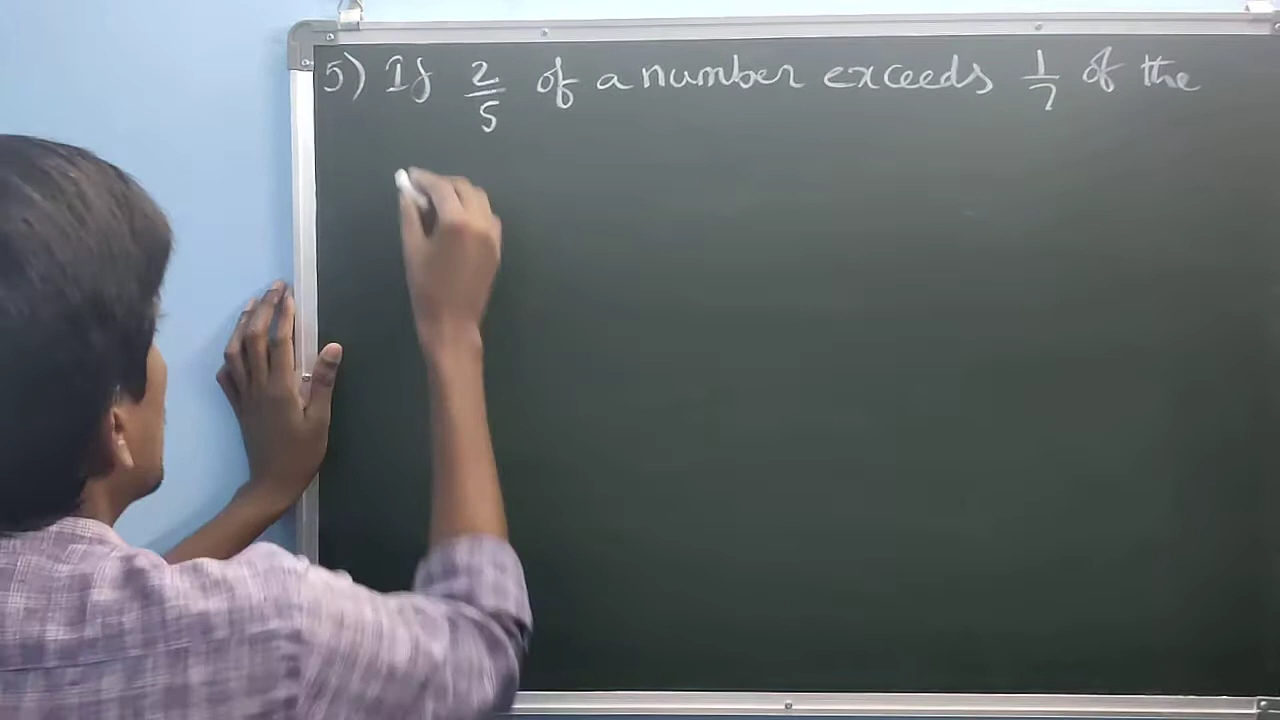 5) If 2/5 of a number exceeds 1/7 of the